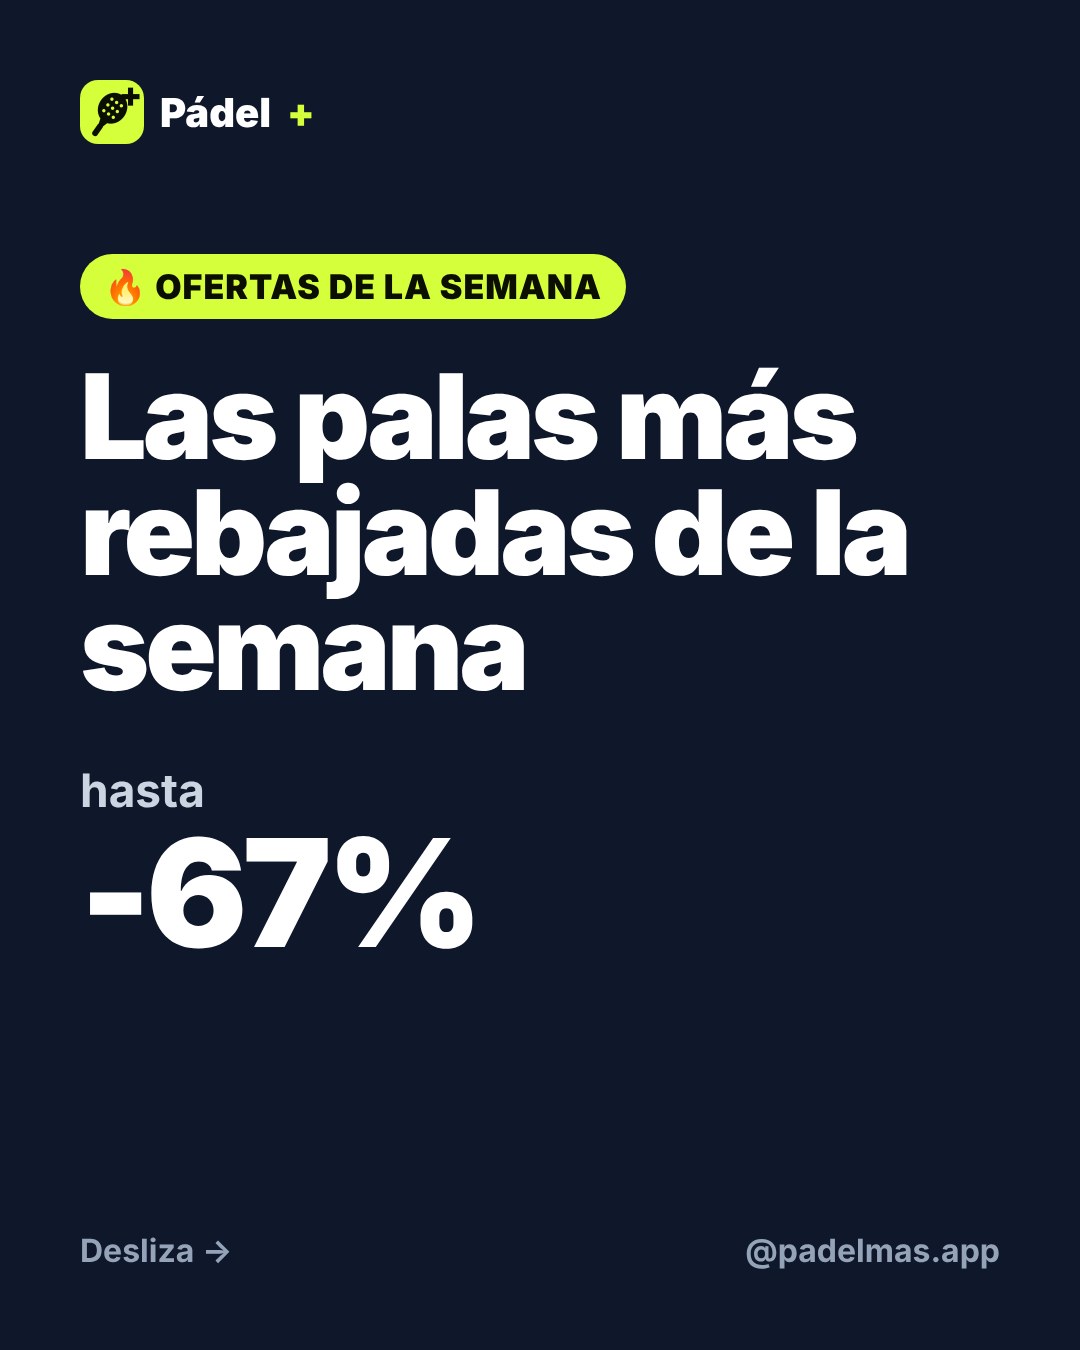 Pádel +
🔥 OFERTAS DE LA SEMANA
Las palas más
rebajadas de la
semana
hasta
-67%
Desliza →
@padelmas.app